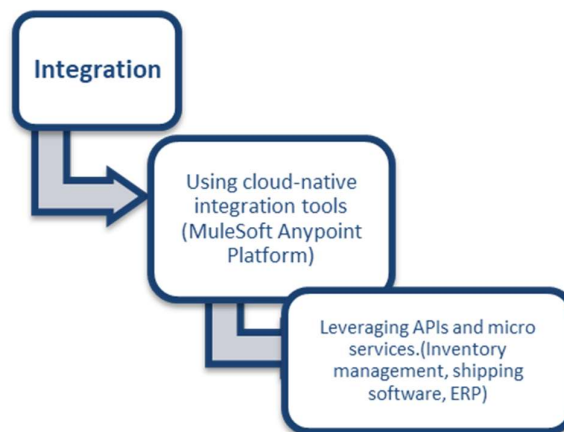 Integration
Using cloud-native
integration tools
(MuleSoft Anypoint
Platform)
Leveraging APIs and micro
services.(Inventory
management, shipping
software, ERP)